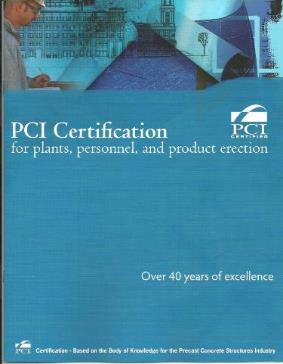 PCI Certification
for plants, personnel, and product erection
PCI
CERTIFIED
Over 40 years of excellence
PCI Certification - Based on the Body of Knowledge for the Precast Concrete Structures Industry